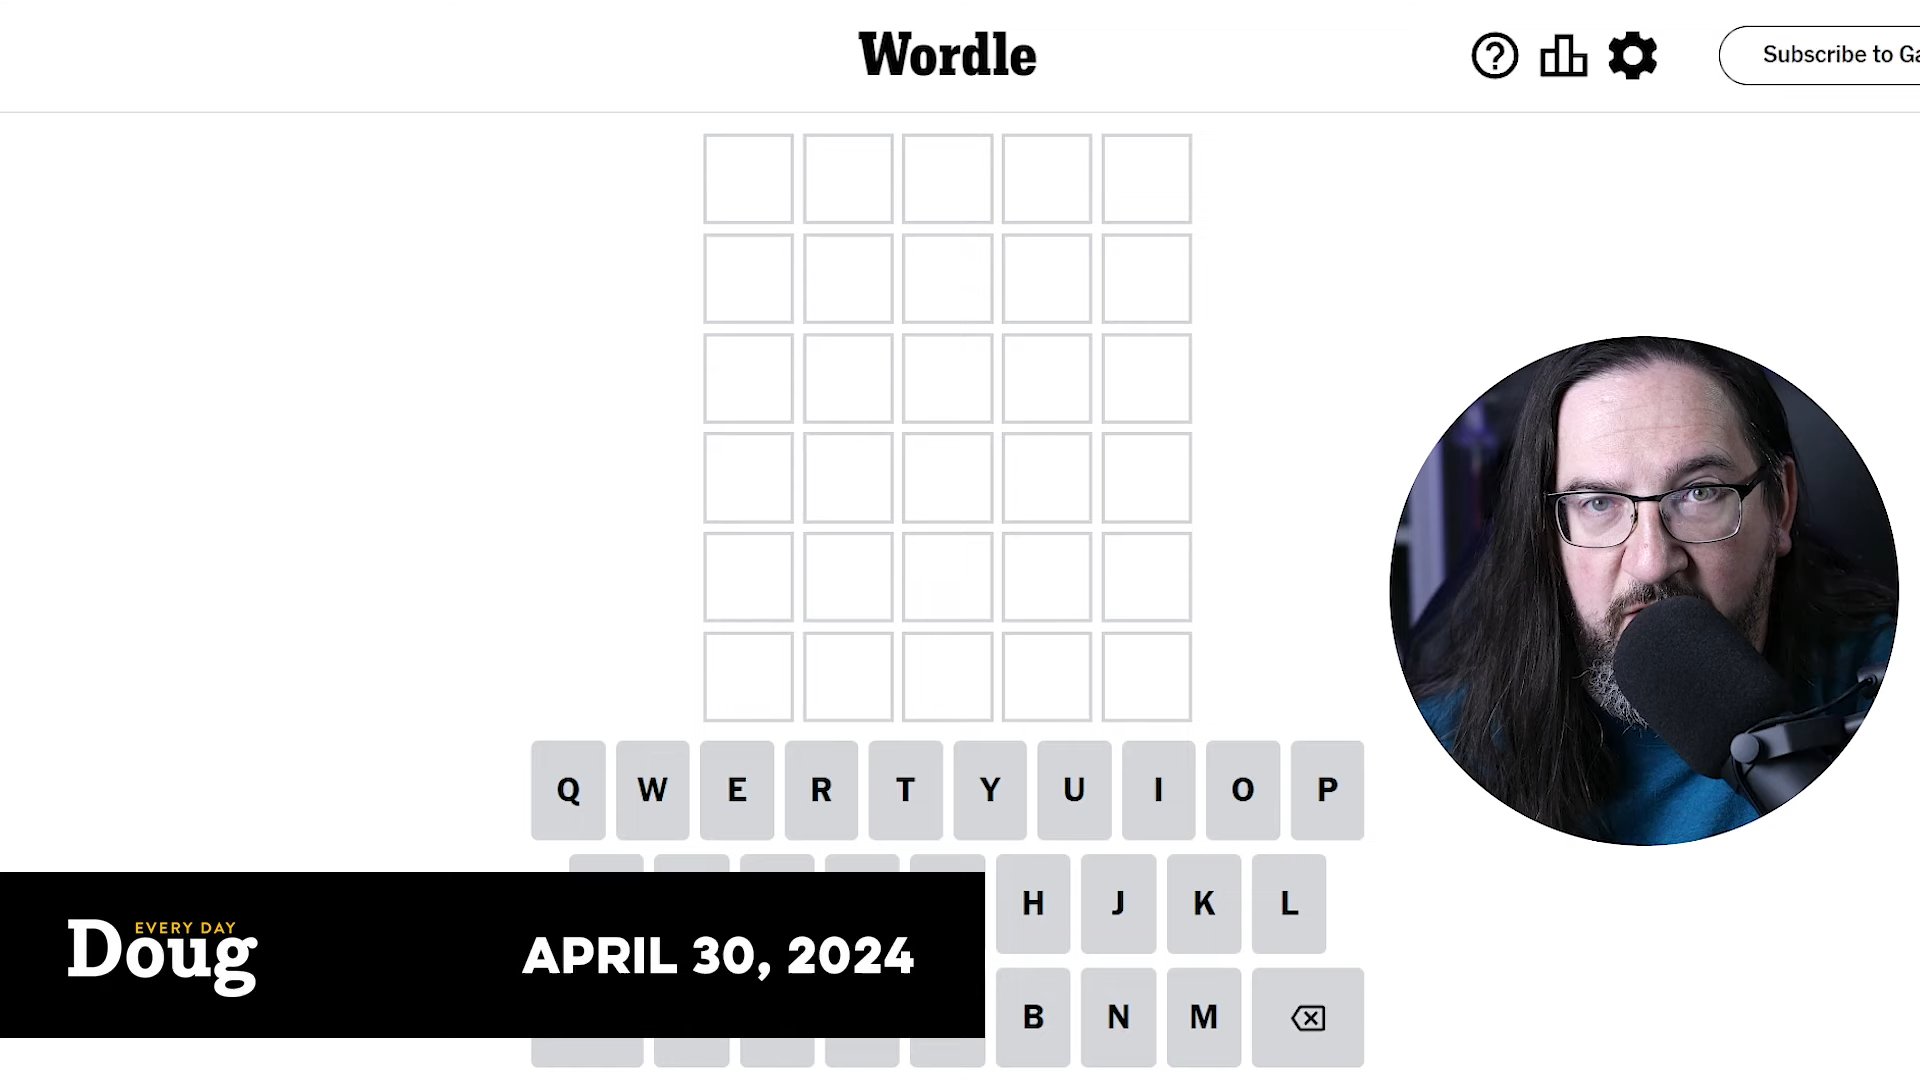 Wordle
Subscribe to Ga
Q W E R T Y U I O P
H J K L
B N M
EVERY DAY
Doug
APRIL 30, 2024